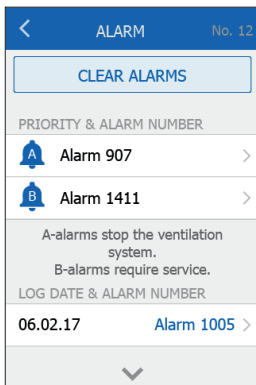 ALARM No. 12
CLEAR ALARMS
PRIORITY & ALARM NUMBER
A Alarm 907
B Alarm 1411
A-alarms stop the ventilation
system.
B-alarms require service.
LOG DATE & ALARM NUMBER
06.02.17 Alarm 1005